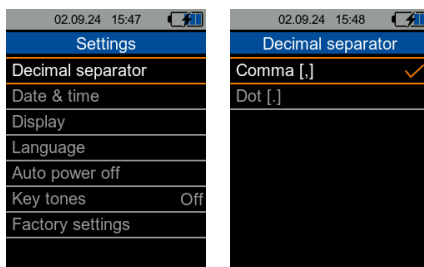 02.09.24 15:47
Settings
Decimal separator
Date & time
Display
Language
Auto power off
Key tones Off
Factory settings
02.09.24 15:48
Decimal separator
Comma [,]
Dot [.]